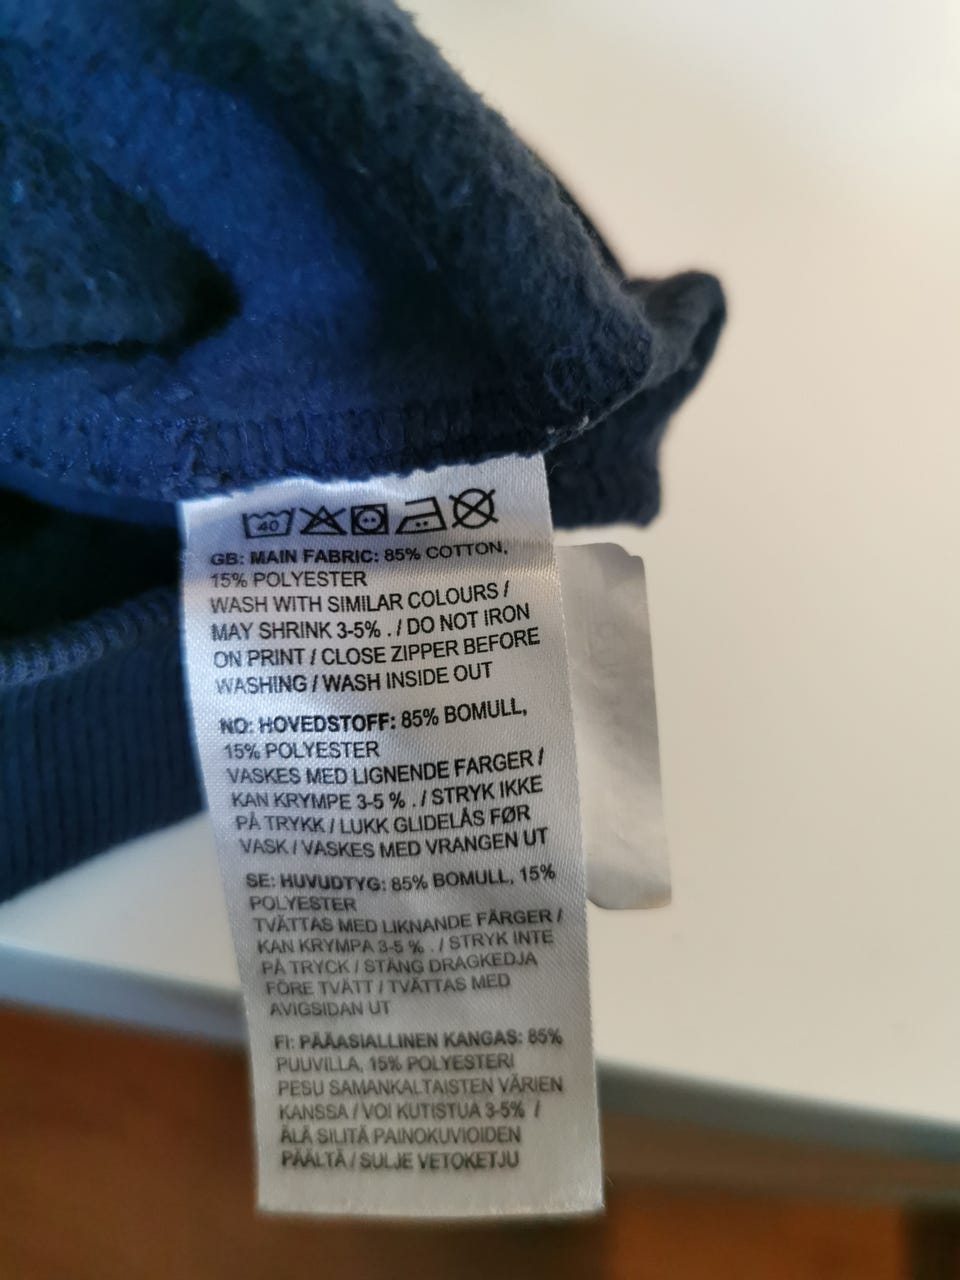 40
GB: MAIN FABRIC: 85% COTTON,
15% POLYESTER
WASH WITH SIMILAR COLOURS /
MAY SHRINK 3-5% . / DO NOT IRON
ON PRINT / CLOSE ZIPPER BEFORE
WASHING / WASH INSIDE OUT
NO: HOVEDSTOFF: 85% BOMULL,
15% POLYESTER
VASKES MED LIGNENDE FARGER /
KAN KRYMPE 3-5 % . / STRYK IKKE
PÅ TRYKK / LUKK GLIDELÅS FØR
VASK / VASKES MED VRANGEN UT
SE: HUVUDTYG: 85% BOMULL, 15%
POLYESTER
TVÄTTAS MED LIKNANDE FÄRGER /
KAN KRYMPA 3-5 % . / STRYK INTE
PÅ TRYCK / STÄNG DRAGKEDJA
FÖRE TVÄTT / TVÄTTAS MED
AVIGSIDAN UT
FI: PÄÄASIALLINEN KANGAS: 85%
PUUVILLA, 15% POLYESTERI
PESU SAMANKALTAISTEN VÄRIEN
KANSSA / VOI KUTISTUA 3-5% /
ÄLÄ SILITÄ PAINOKUVIOIDEN
PÄÄLTÄ / SULJE VETOKETJU